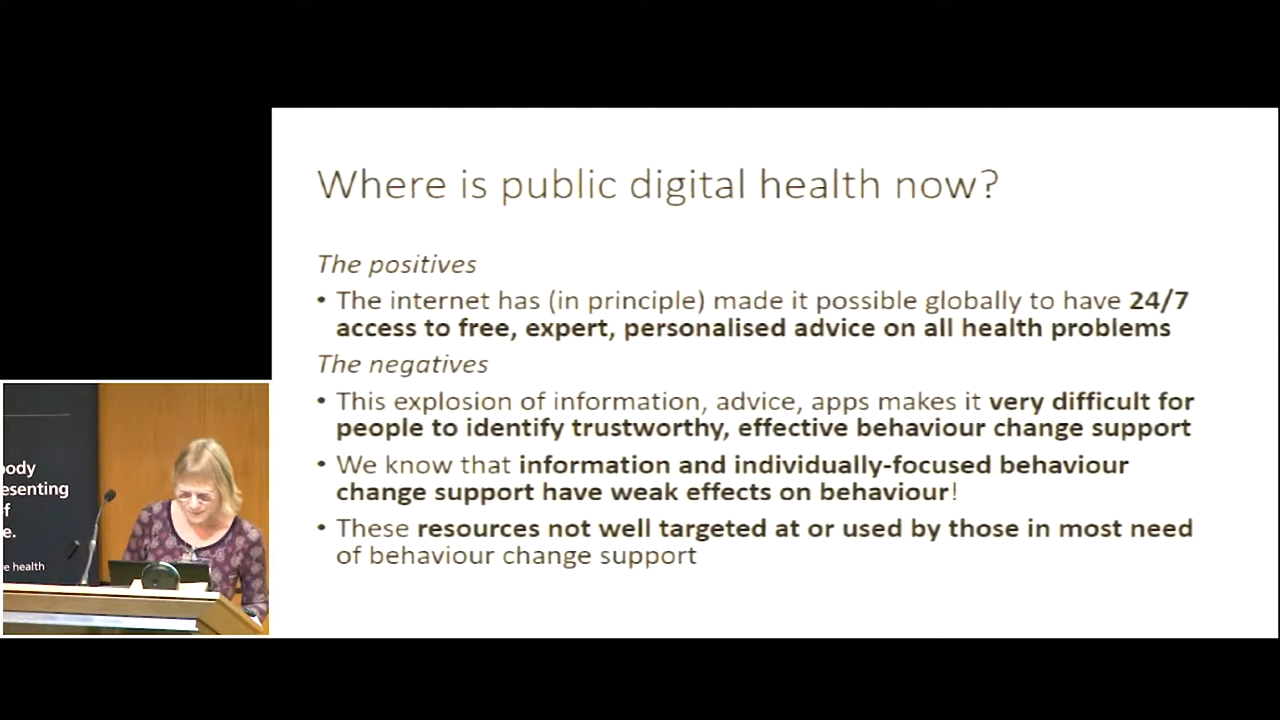 Where is public digital health now?
The positives
• The internet has (in principle) made it possible globally to have 24/7
access to free, expert, personalised advice on all health problems
The negatives
• This explosion of information, advice, apps makes it very difficult for
people to identify trustworthy, effective behaviour change support
• We know that information and individually-focused behaviour
change support have weak effects on behaviour!
• These resources not well targeted at or used by those in most need
of behaviour change support
ody
esenting
f
e.
e health